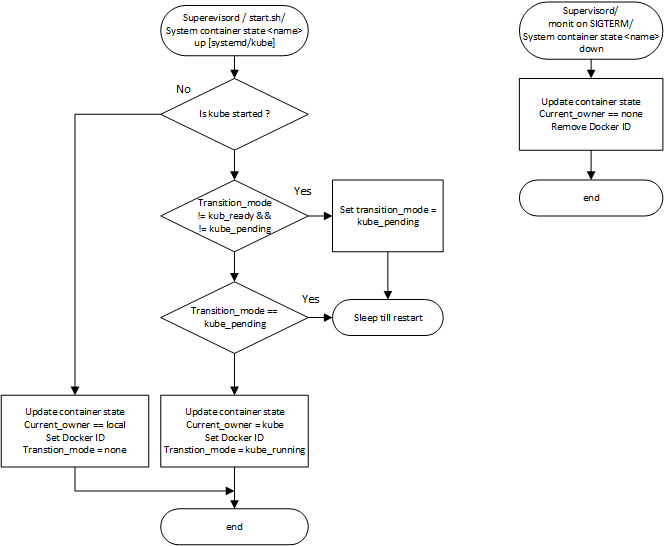 Superevisord / start.sh/
System container state <name>
up [systemd/kube]
No
Is kube started ?
Transition_mode
!= kub_ready &&
!= kube_pending
Yes
Set transition_mode =
kube_pending
Transition_mode ==
kube_pending
Yes
Sleep till restart
Update container state
Current_owner == local
Set Docker ID
Transtion_mode = none
Update container state
Current_owner = kube
Set Docker ID
Transtion_mode = kube_running
end
Supervisord/
monit on SIGTERM/
System container state <name>
down
Update container state
Current_owner == none
Remove Docker ID
end